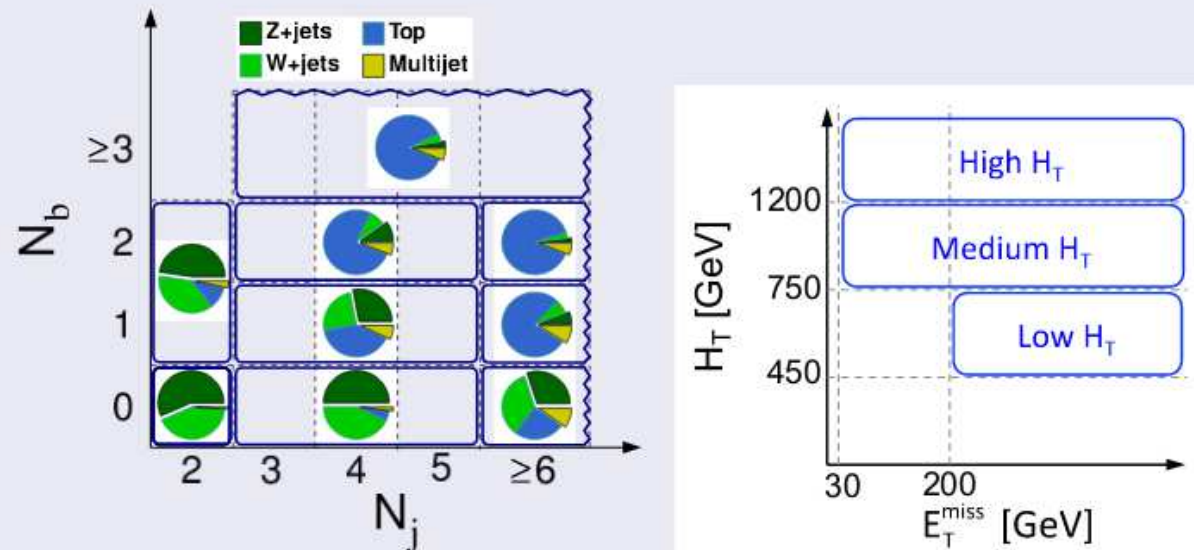 Z+jets Top
W+jets Multijet
≥3
2
1
0
N_b
2 3 4 5 ≥6
N_j
High H_T
1200
Medium H_T
750
Low H_T
450
H_T [GeV]
30 200
E_T^miss [GeV]